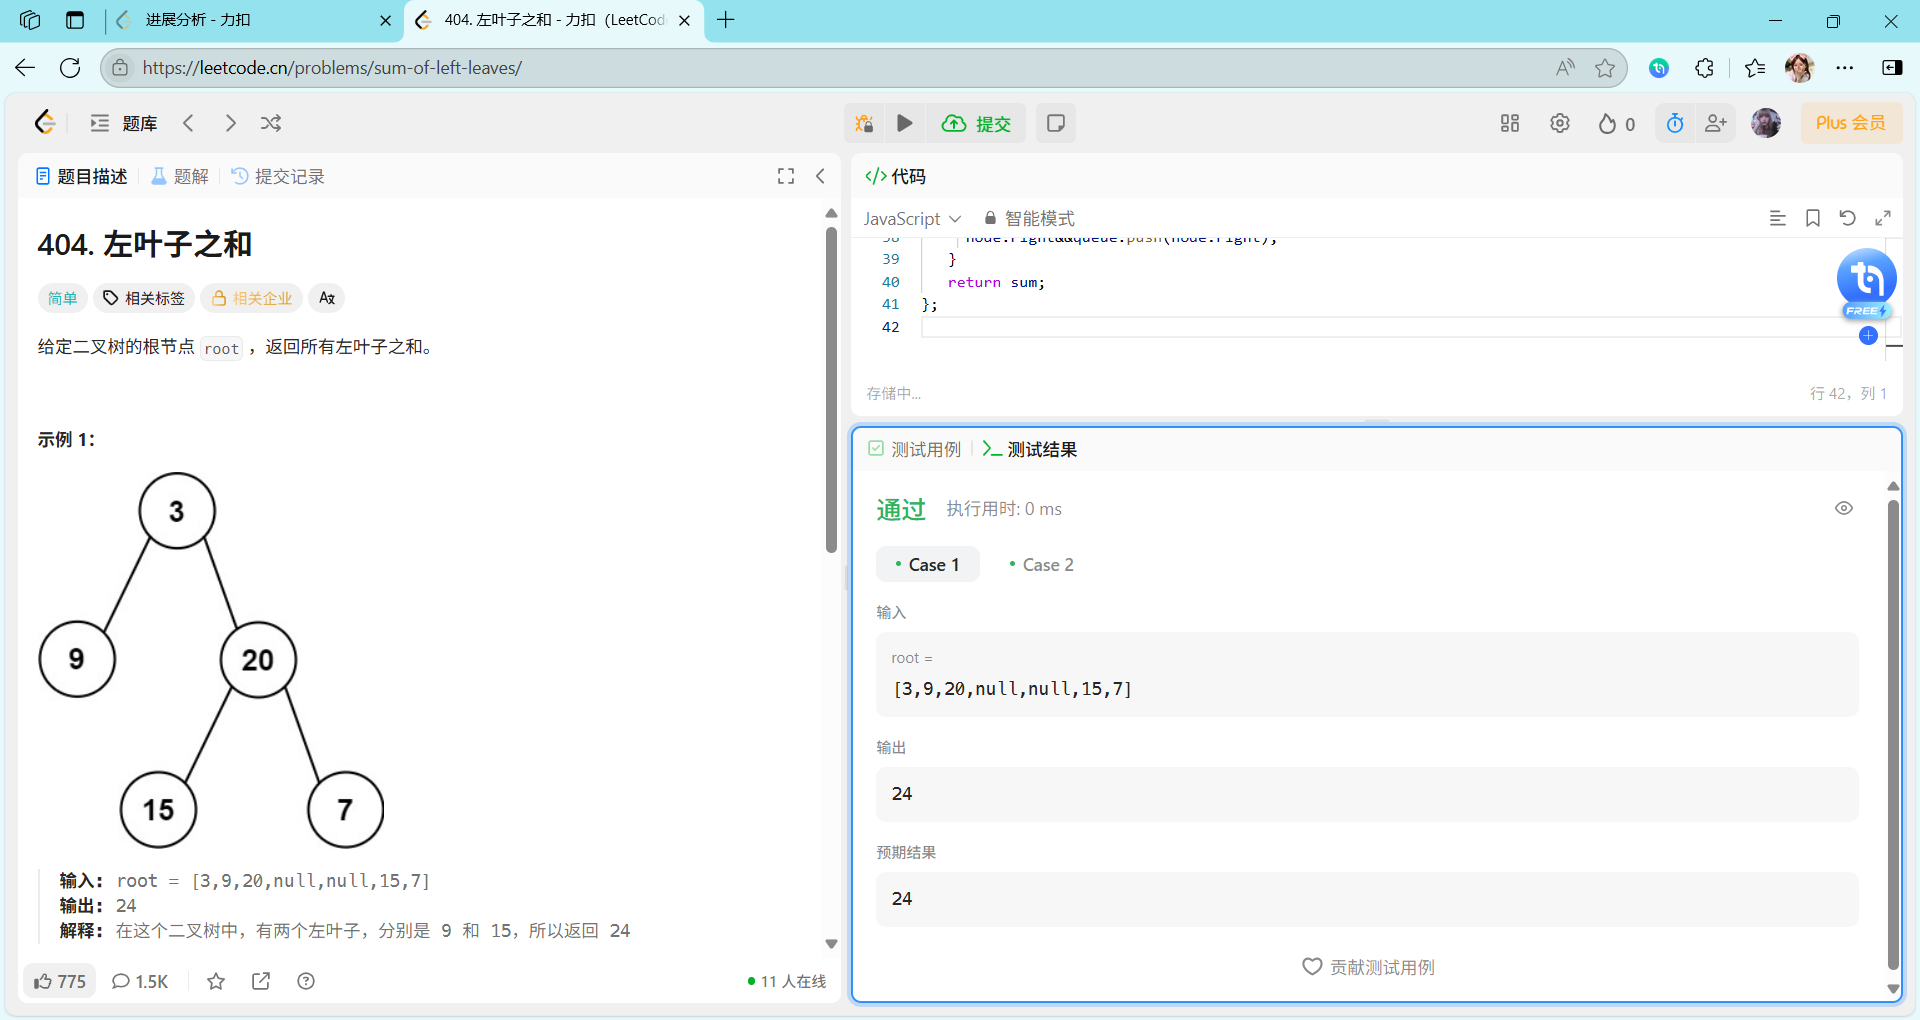 进展分析 - 力扣
404. 左叶子之和 - 力扣 (LeetCod
https://leetcode.cn/problems/sum-of-left-leaves/
题库
提交
0
Plus 会员
题目描述
题解
提交记录
404. 左叶子之和
简单
相关标签
相关企业
给定二叉树的根节点 root ，返回所有左叶子之和。
示例 1：
3
9
20
15
7
输入： root = [3,9,20,null,null,15,7]
输出： 24
解释： 在这个二叉树中，有两个左叶子，分别是 9 和 15，所以返回 24
775
1.5K
11 人在线
</> 代码
JavaScript
智能模式
38 node.right&&queue.push(node.right);
39 }
40 return sum;
41 };
42
FREE
存储中...
行 42，列 1
测试用例
测试结果
通过
执行用时: 0 ms
Case 1
Case 2
输入
root =
[3,9,20,null,null,15,7]
输出
24
预期结果
24
贡献测试用例